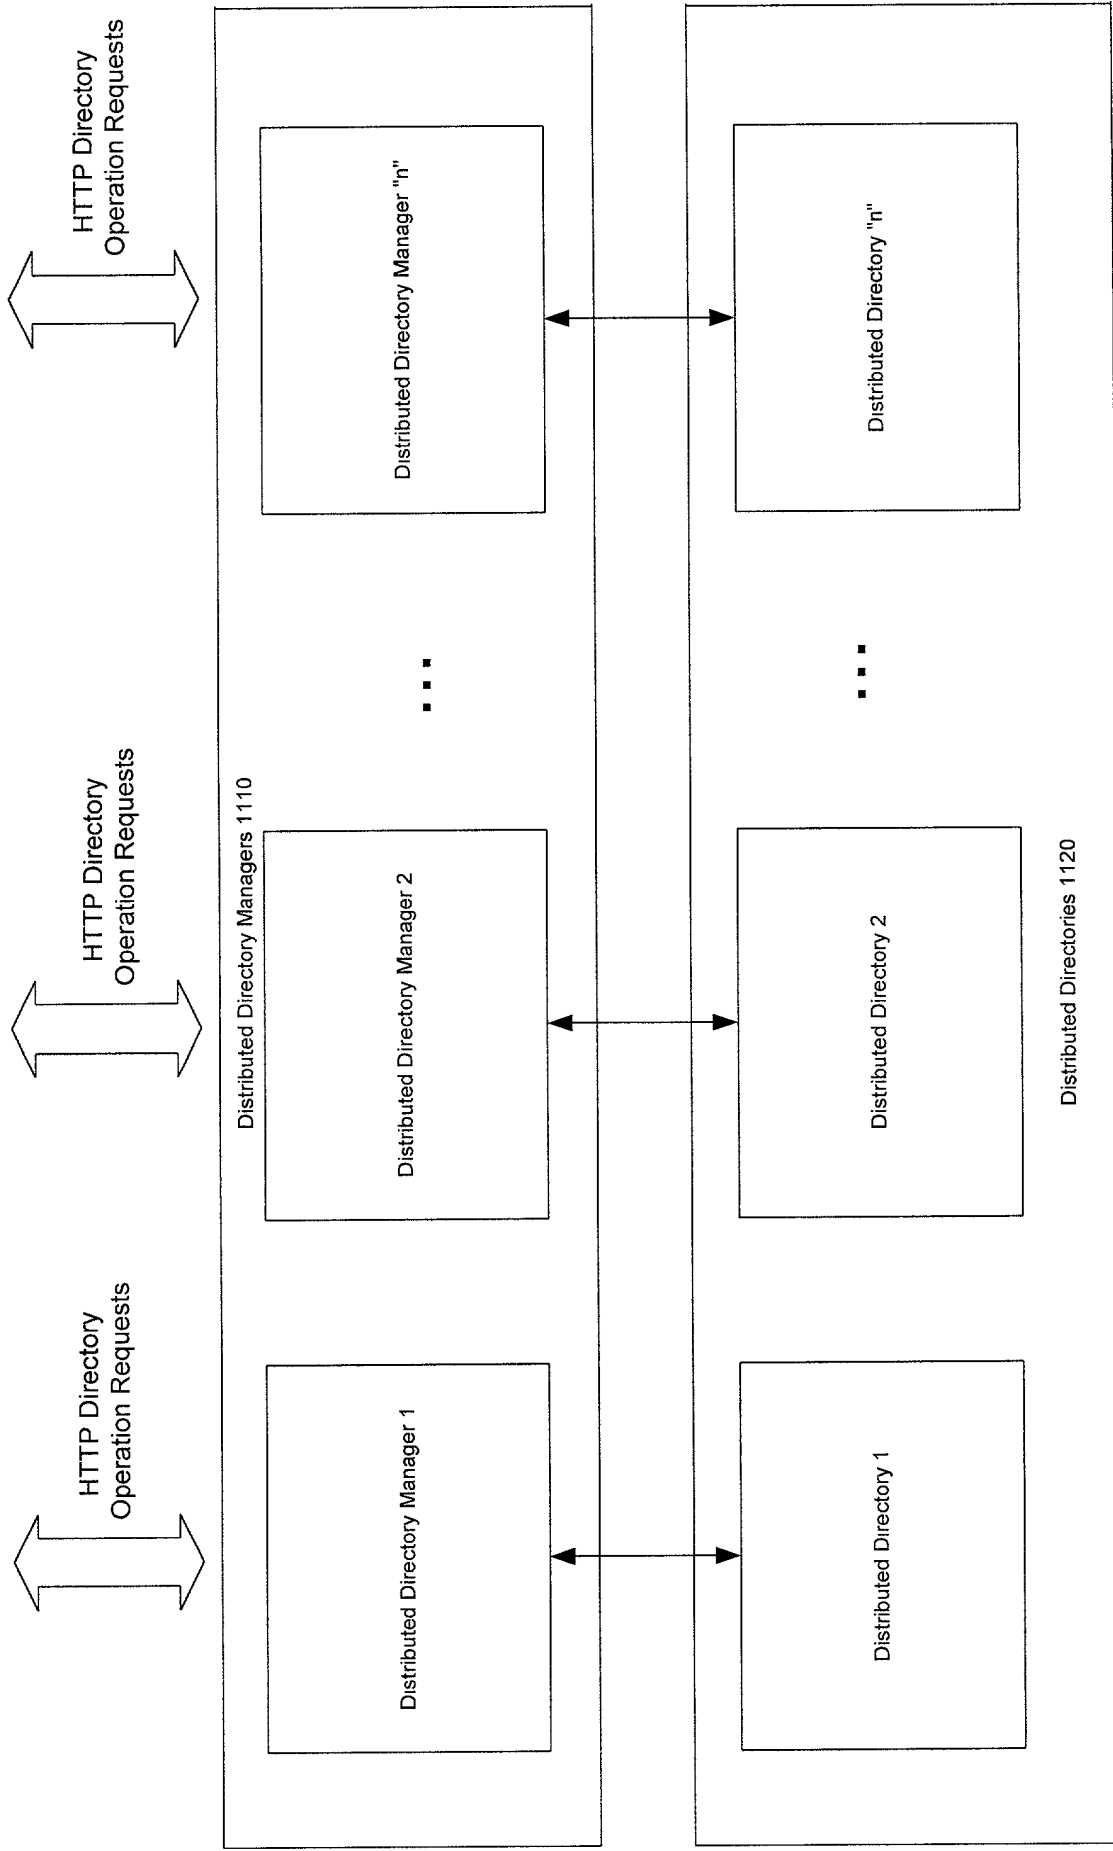 HTTP Directory
Operation Requests
HTTP Directory
Operation Requests
HTTP Directory
Operation Requests
Distributed Directory Managers 1110
Distributed Directory Manager 1
Distributed Directory Manager 2
...
Distributed Directory Manager "n"
Distributed Directory 1
Distributed Directory 2
...
Distributed Directory "n"
Distributed Directories 1120